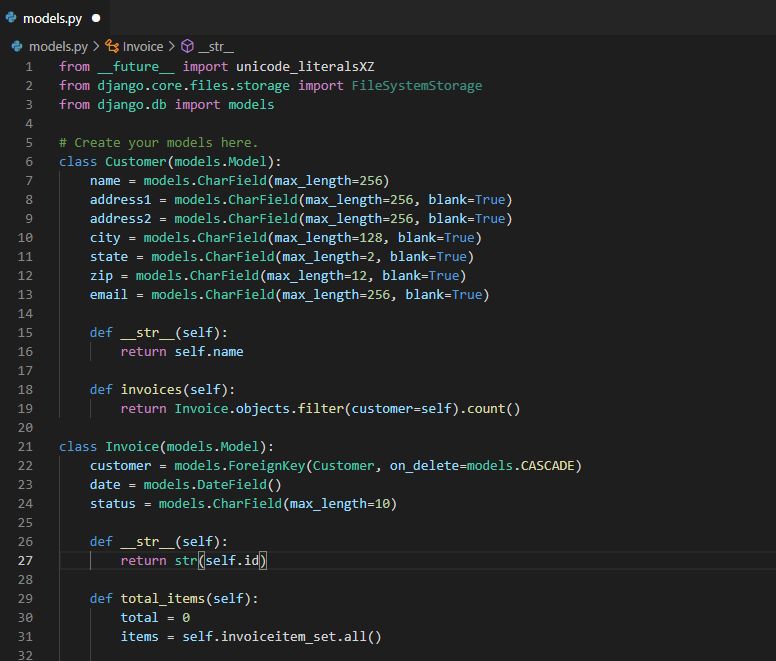 models.py
models.py > Invoice > __str__
1 from __future__ import unicode_literalsXZ
2 from django.core.files.storage import FileSystemStorage
3 from django.db import models
4
5 # Create your models here.
6 class Customer(models.Model):
7     name = models.CharField(max_length=256)
8     address1 = models.CharField(max_length=256, blank=True)
9     address2 = models.CharField(max_length=256, blank=True)
10     city = models.CharField(max_length=128, blank=True)
11     state = models.CharField(max_length=2, blank=True)
12     zip = models.CharField(max_length=12, blank=True)
13     email = models.CharField(max_length=256, blank=True)
14
15     def __str__(self):
16         return self.name
17
18     def invoices(self):
19         return Invoice.objects.filter(customer=self).count()
20
21 class Invoice(models.Model):
22     customer = models.ForeignKey(Customer, on_delete=models.CASCADE)
23     date = models.DateField()
24     status = models.CharField(max_length=10)
25
26     def __str__(self):
27         return str(self.id)
28
29     def total_items(self):
30         total = 0
31         items = self.invoiceitem_set.all()
32